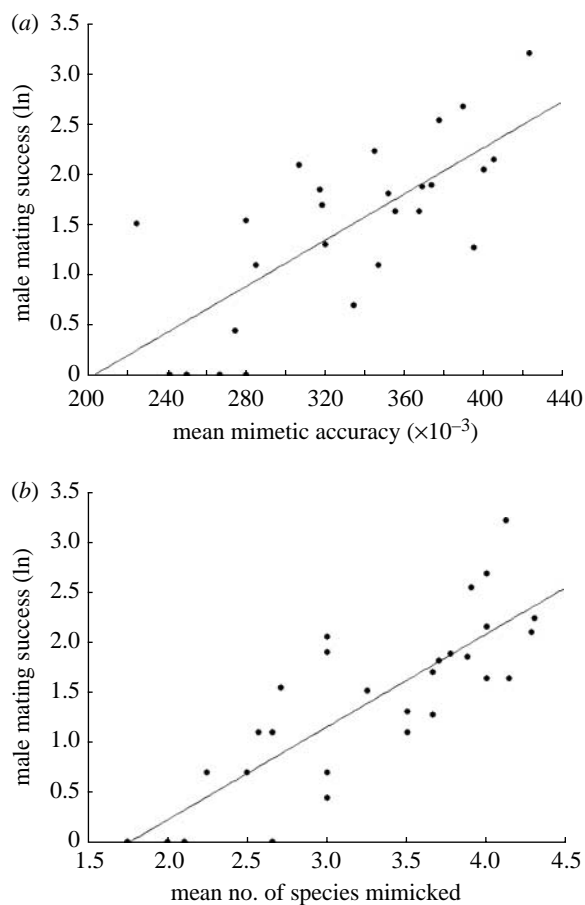 (a)
3.5
3.0
2.5
2.0
1.5
1.0
0.5
0
male mating success (ln)
200 240 280 320 360 400 440
mean mimetic accuracy (×10⁻³)
(b)
3.5
3.0
2.5
2.0
1.5
1.0
0.5
0
male mating success (ln)
1.5 2.0 2.5 3.0 3.5 4.0 4.5
mean no. of species mimicked